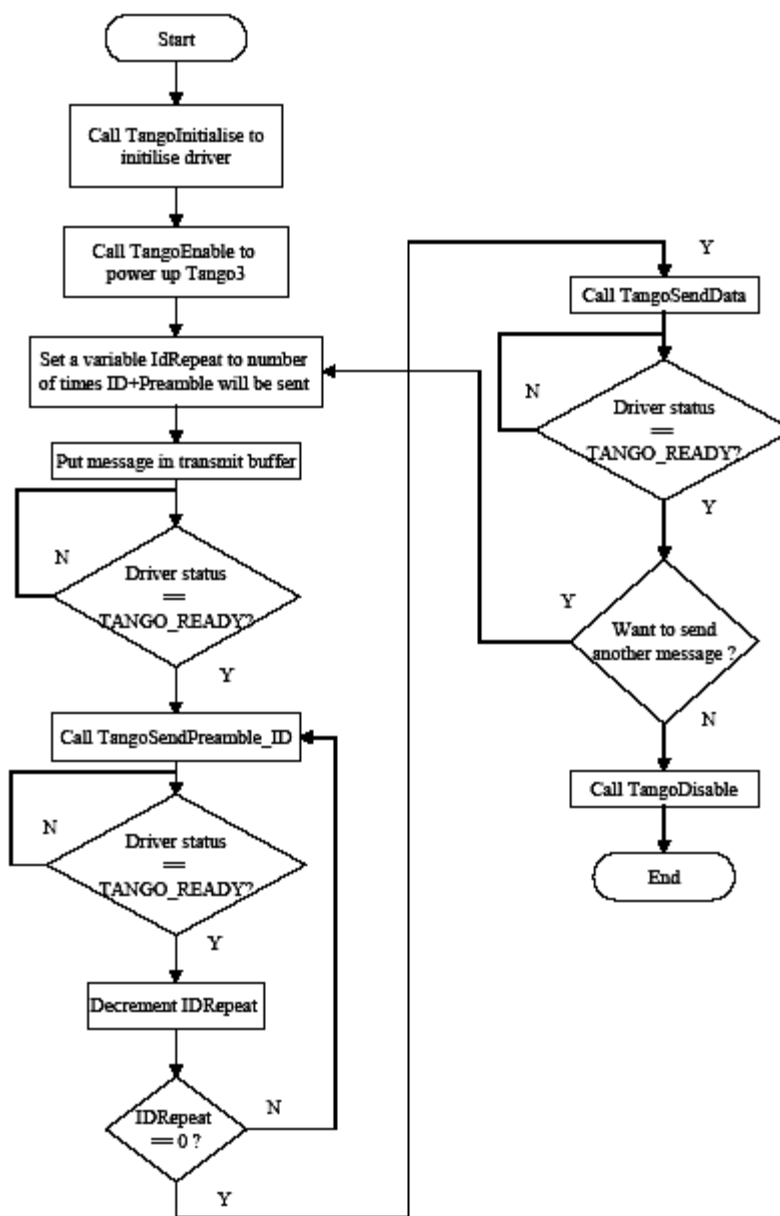 Start
Call TangoInitialise to
initilise driver
Call TangoEnable to
power up Tango3
Set a variable IdRepeat to number
of times ID+Preamble will be sent
Put message in transmit buffer
N
Driver status
==
TANGO_READY?
Y
Call TangoSendPreamble_ID
N
Driver status
==
TANGO_READY?
Y
Decrement IDRepeat
IDRepeat
== 0 ?
N
Y
Y
Call TangoSendData
N
Driver status
==
TANGO_READY?
Y
Y
Want to send
another message ?
N
Call TangoDisable
End